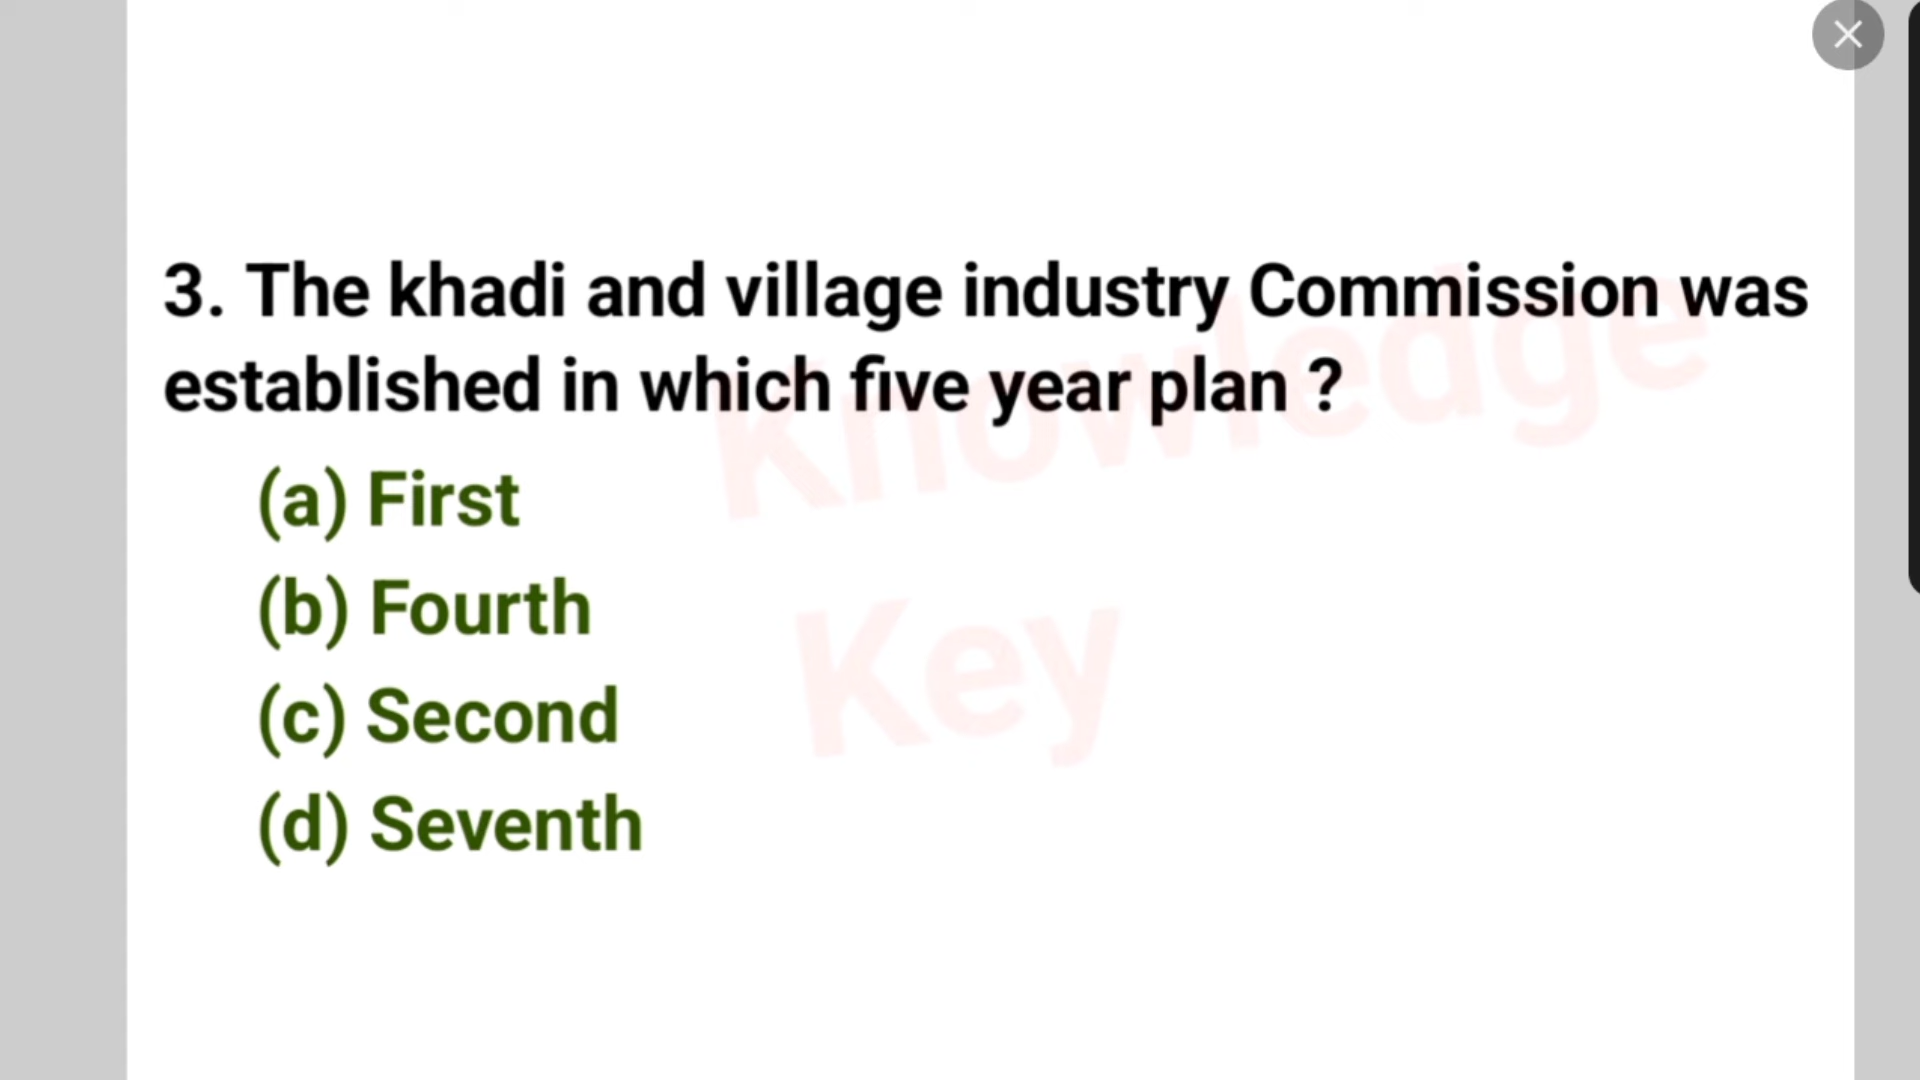 3. The khadi and village industry Commission was
established in which five year plan ?
(a) First
(b) Fourth
(c) Second
(d) Seventh
Knowledge
Key